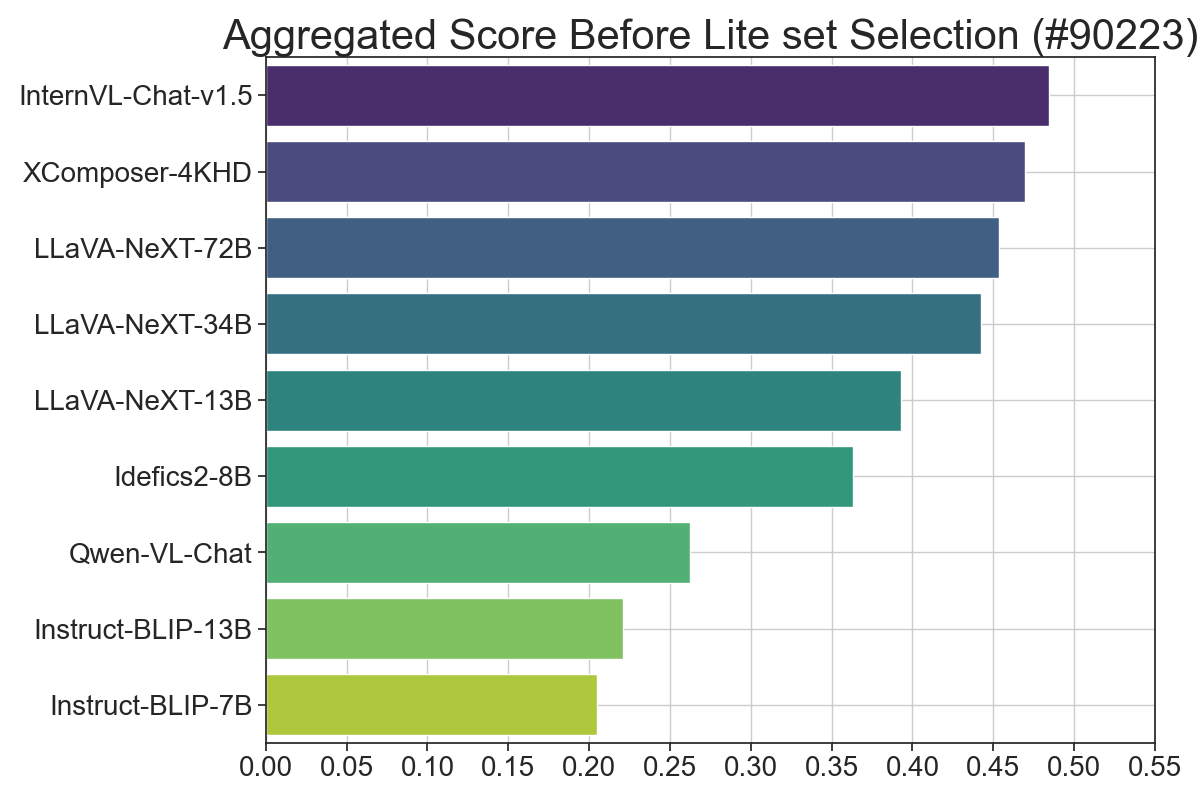 Aggregated Score Before Lite set Selection (#90223)
InternVL-Chat-v1.5
XComposer-4KHD
LLaVA-NeXT-72B
LLaVA-NeXT-34B
LLaVA-NeXT-13B
Idefics2-8B
Qwen-VL-Chat
Instruct-BLIP-13B
Instruct-BLIP-7B
0.00 0.05 0.10 0.15 0.20 0.25 0.30 0.35 0.40 0.45 0.50 0.55